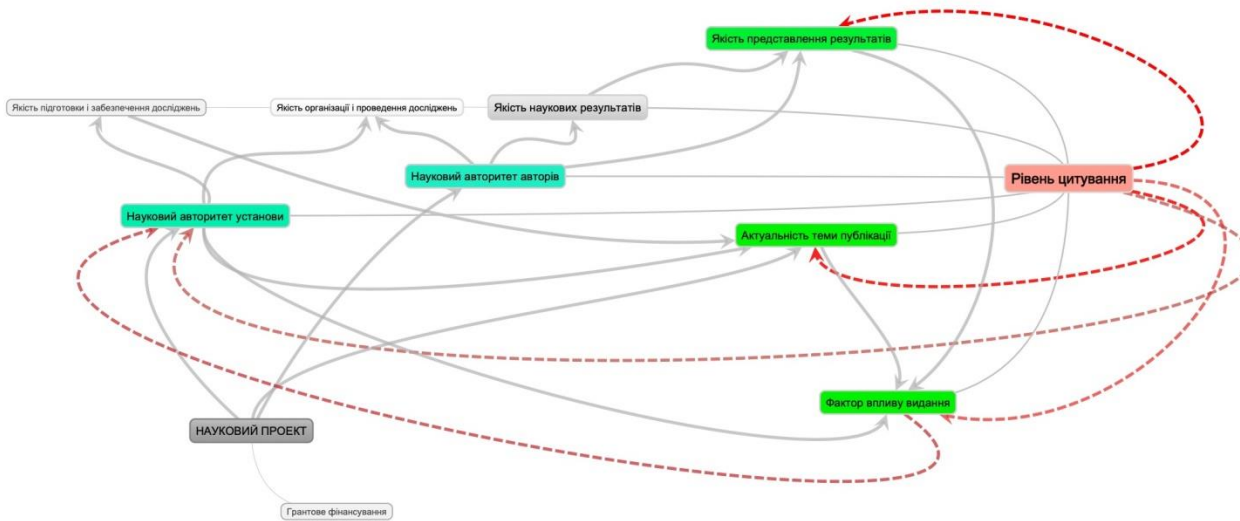 Якість представлення результатів
Якість підготовки і забезпечення досліджень
Якість організації і проведення досліджень
Якість наукових результатів
Науковий авторитет авторів
Рівень цитування
Науковий авторитет установи
Актуальність теми публікації
Фактор впливу видання
НАУКОВИЙ ПРОЕКТ
Грантове фінансування